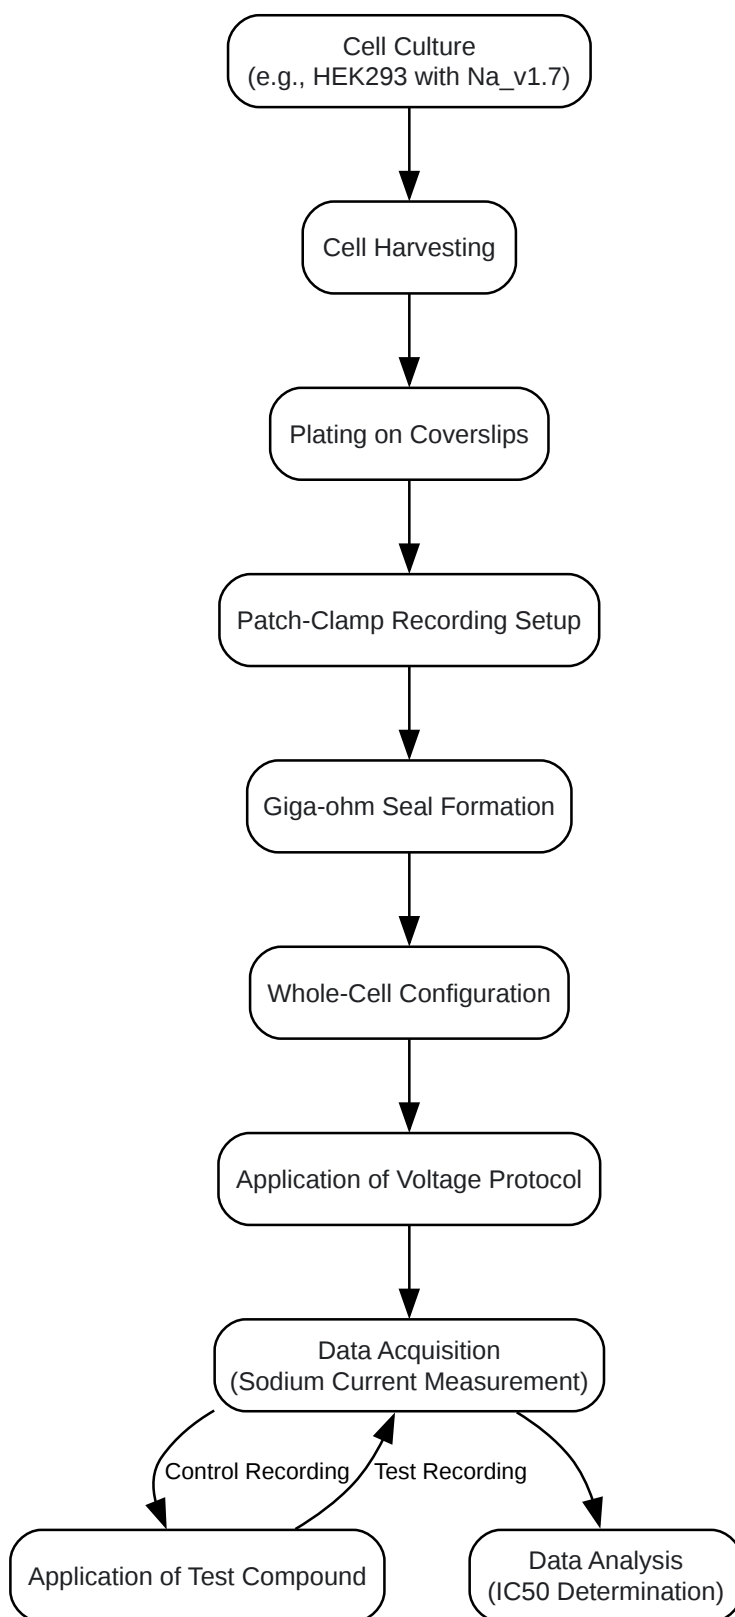 Cell Culture
(e.g., HEK293 with Na_v1.7)
Cell Harvesting
Plating on Coverslips
Patch-Clamp Recording Setup
Giga-ohm Seal Formation
Whole-Cell Configuration
Application of Voltage Protocol
Data Acquisition
(Sodium Current Measurement)
Control Recording
Test Recording
Application of Test Compound
Data Analysis
(IC50 Determination)